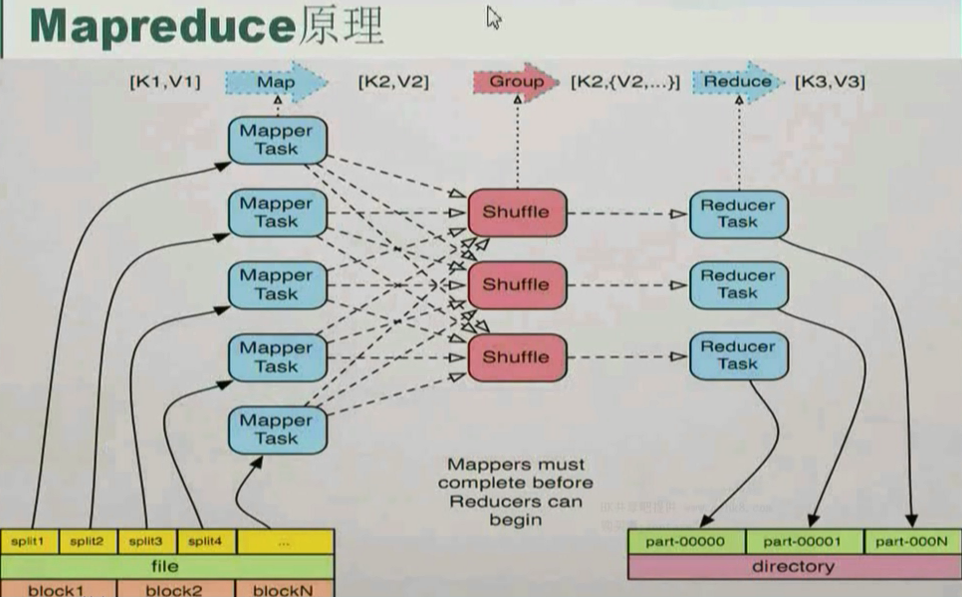 Mapreduce原理
[K1,V1] Map [K2,V2] Group [K2,{V2,...}] Reduce [K3,V3]
Mapper
Task
Mapper
Task
Mapper
Task
Mapper
Task
Mapper
Task
Shuffle
Shuffle
Shuffle
Reducer
Task
Reducer
Task
Reducer
Task
Mappers must
complete before
Reducers can
begin
split1 split2 split3 split4 ...
file
block1 block2 blockN
part-00000 part-00001 part-000N
directory